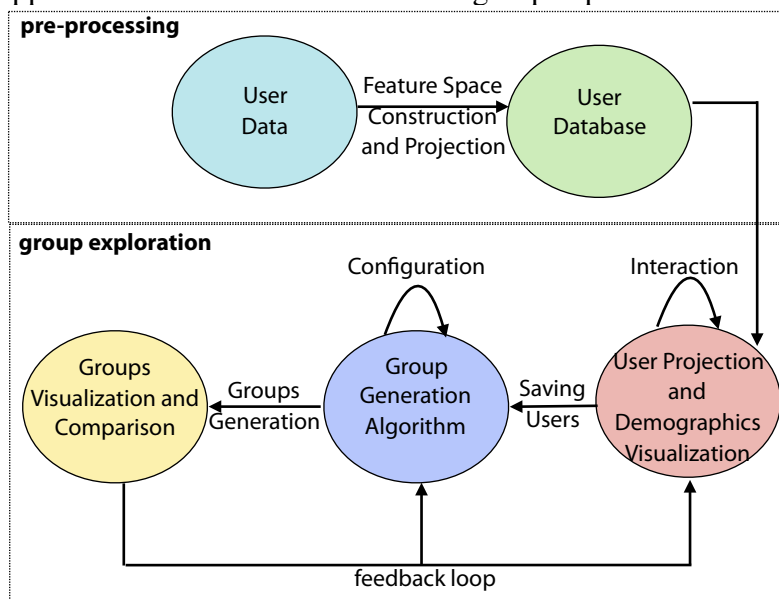 pre-processing
User
Data
Feature Space
Construction
and Projection
User
Database
group exploration
Configuration
Interaction
Groups
Visualization and
Comparison
Groups
Generation
Group
Generation
Algorithm
Saving
Users
User Projection
and
Demographics
Visualization
feedback loop